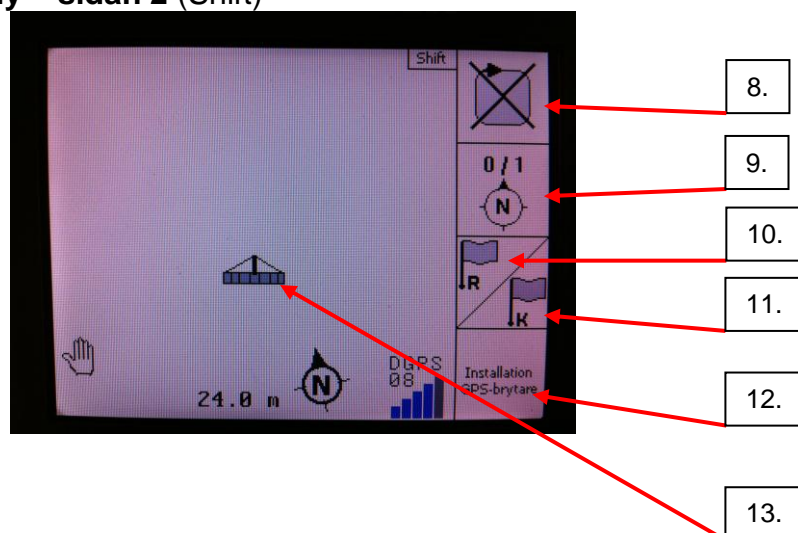 sidan 2 (Shift)
Shift
8.
0/1
N
9.
R
10.
K
11.
DGPS
08
24.0 m
N
Installation
GPS-brytare
12.
13.